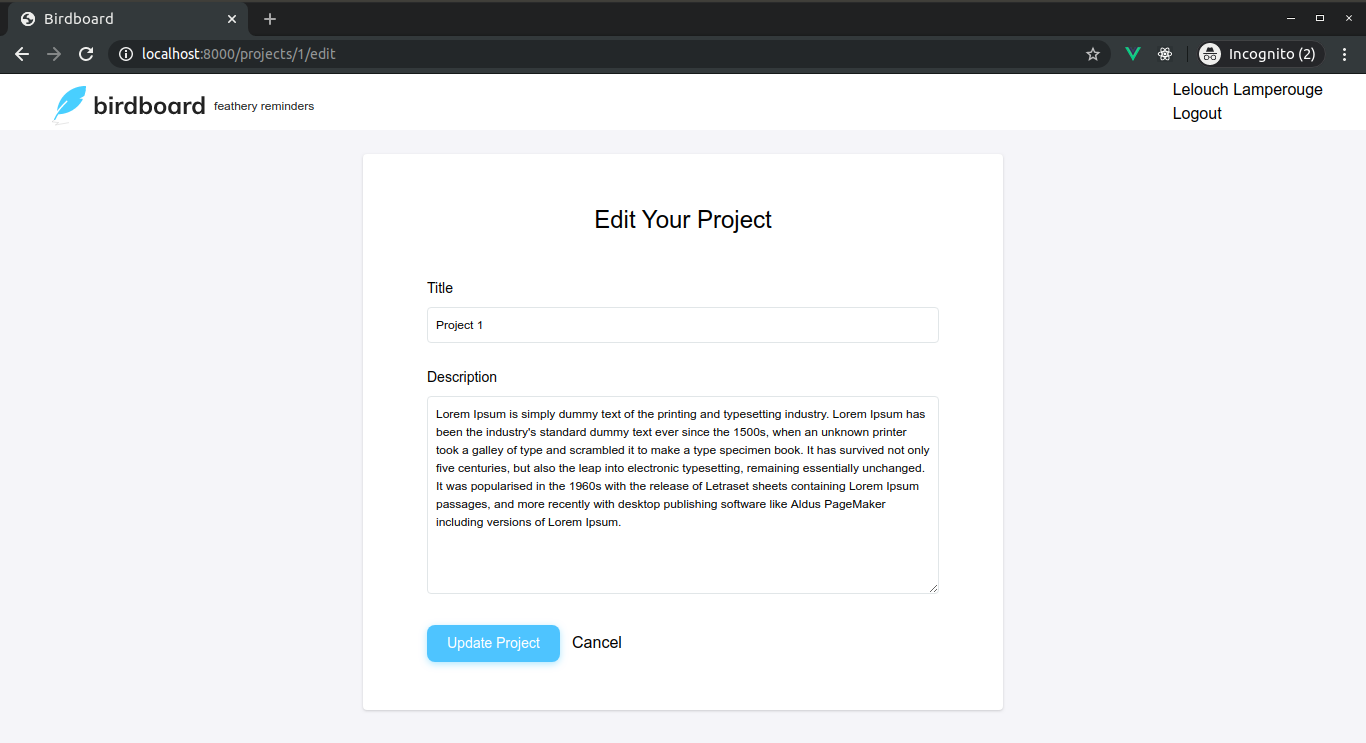 Birdboard
localhost:8000/projects/1/edit
Incognito (2)
birdboard feathery reminders
Lelouch Lamperouge
Logout
Edit Your Project
Title
Project 1
Description
Lorem Ipsum is simply dummy text of the printing and typesetting industry. Lorem Ipsum has
been the industry's standard dummy text ever since the 1500s, when an unknown printer
took a galley of type and scrambled it to make a type specimen book. It has survived not only
five centuries, but also the leap into electronic typesetting, remaining essentially unchanged.
It was popularised in the 1960s with the release of Letraset sheets containing Lorem Ipsum
passages, and more recently with desktop publishing software like Aldus PageMaker
including versions of Lorem Ipsum.
Update Project Cancel